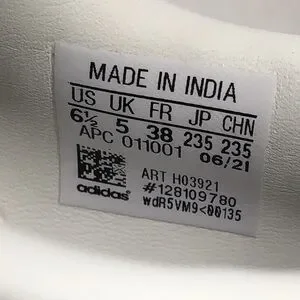 MADE IN INDIA
US UK FR JP CHN
6½ 5 38 235 235
APC 011001 06/21
ART H03921
#128109780
adidas wdR5VM9<00135